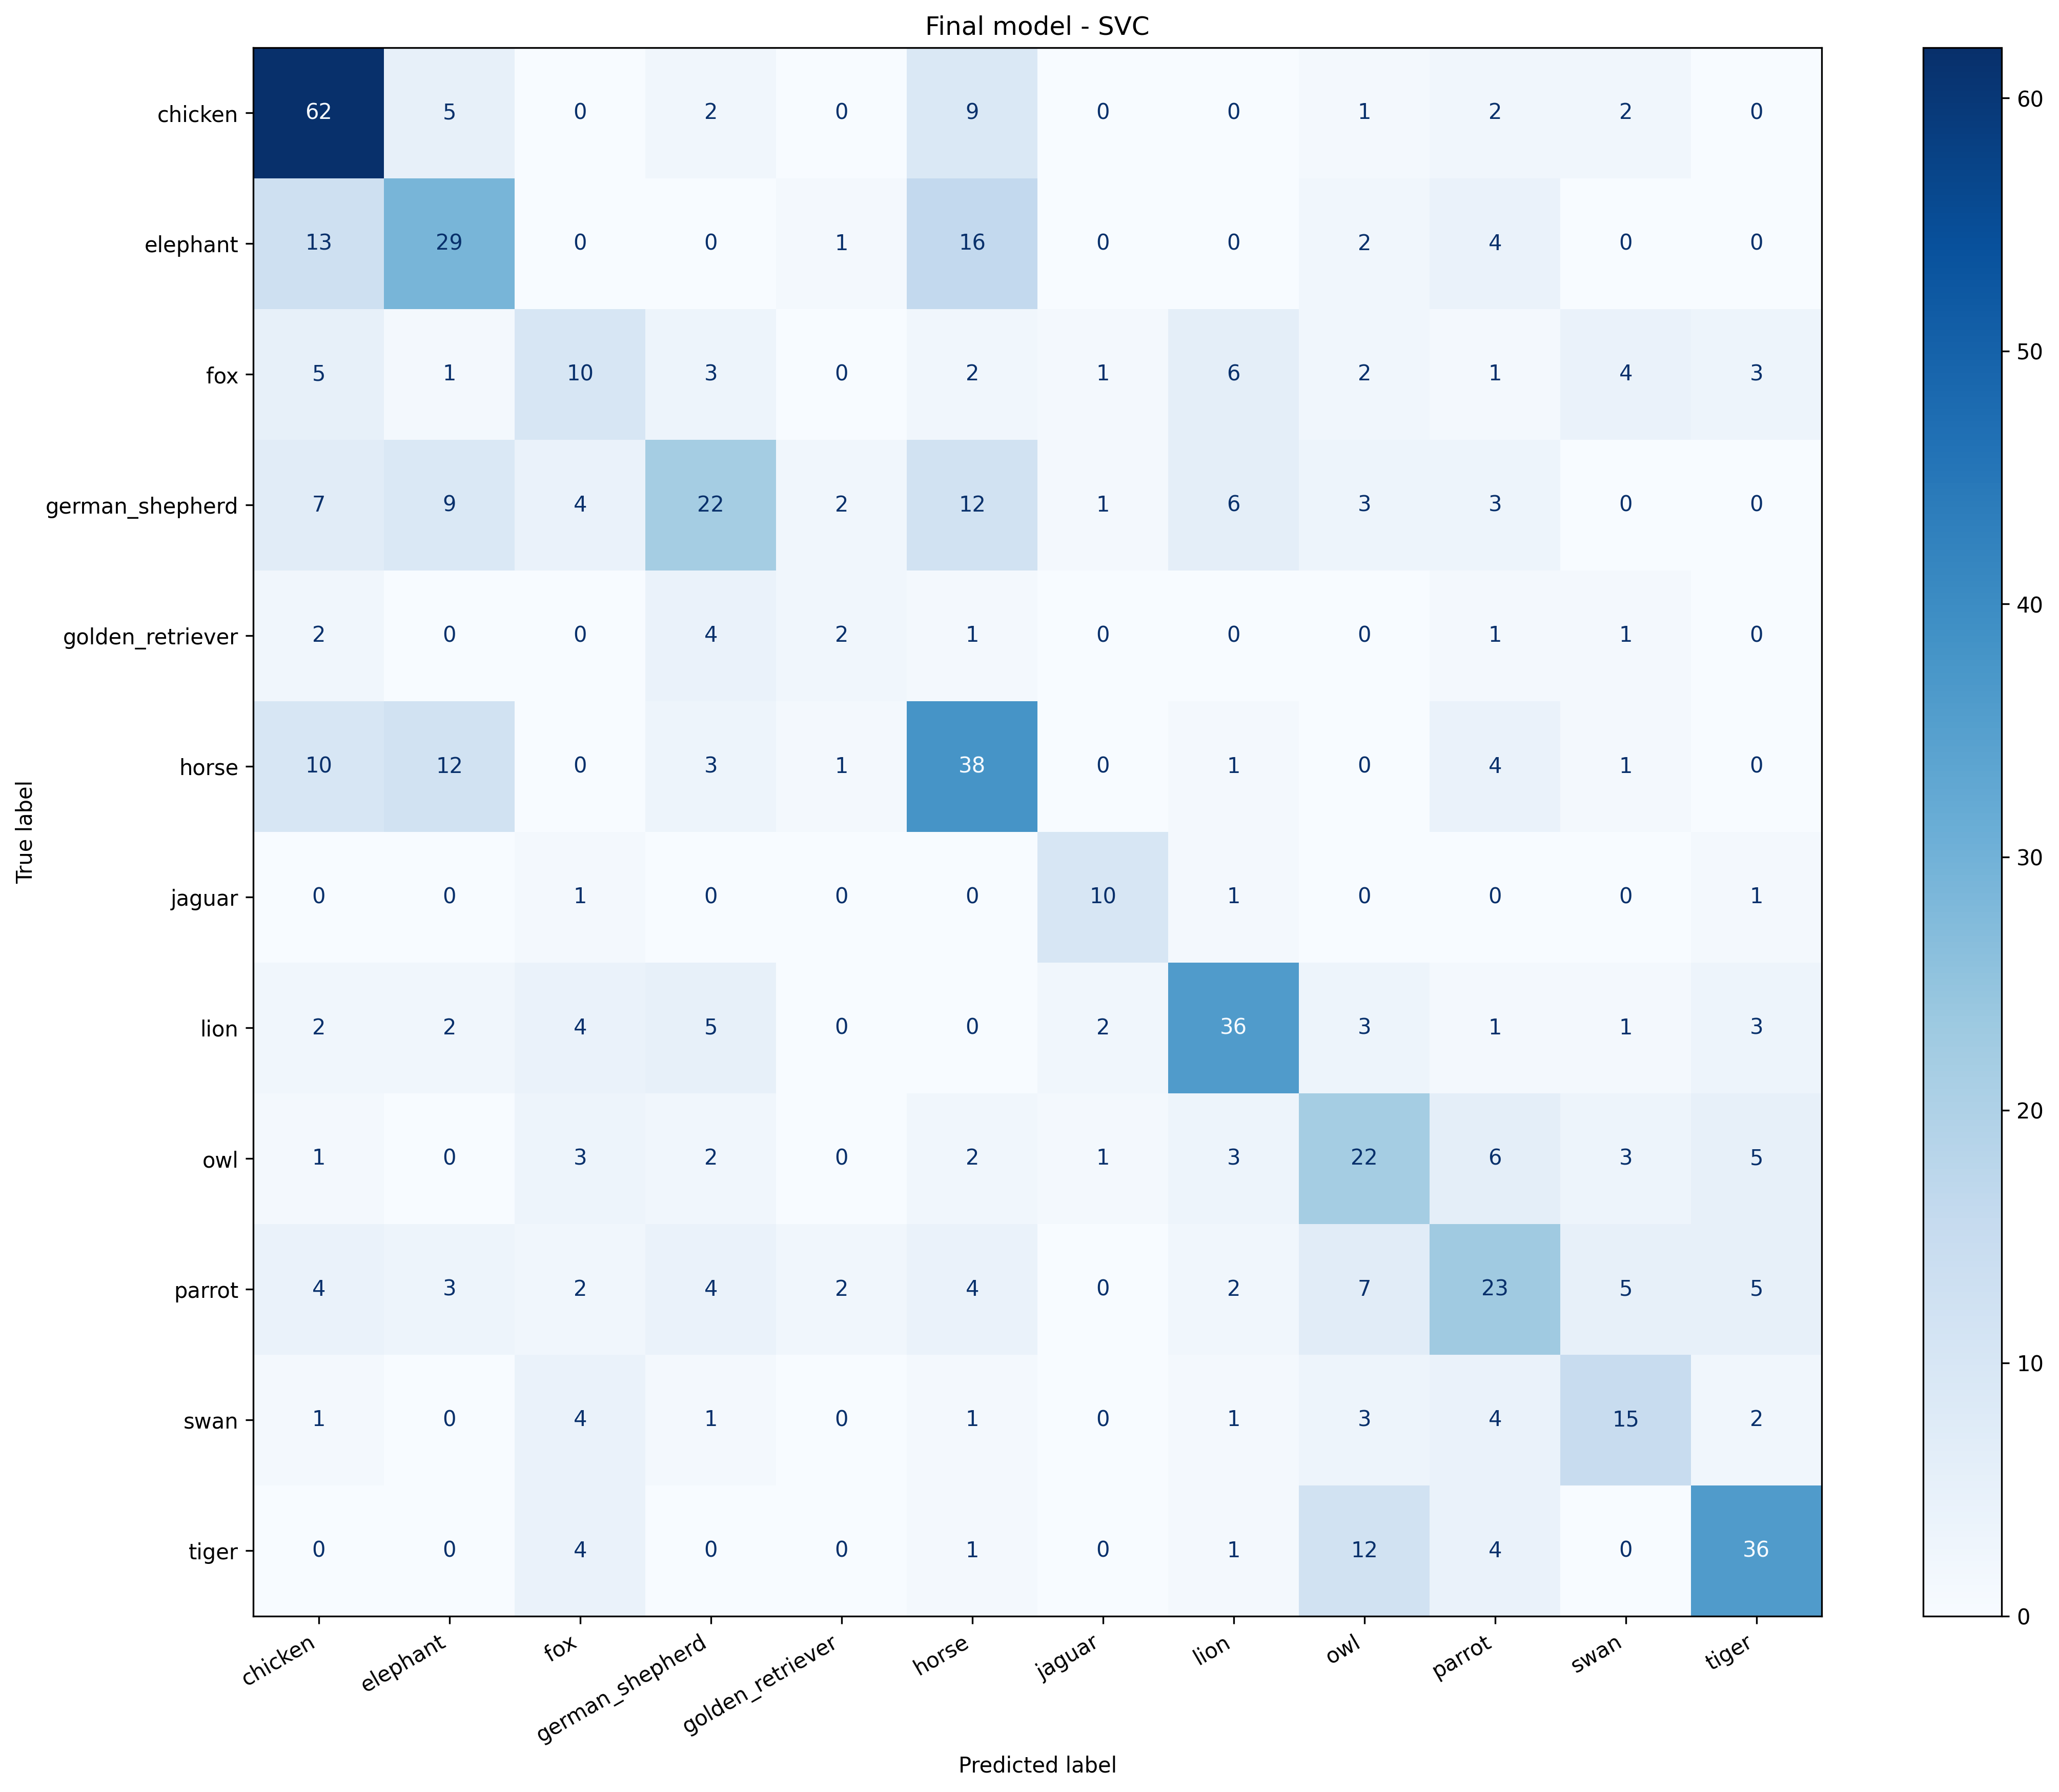 Final model - SVC
chicken 62 5 0 2 0 9 0 0 1 2 2 0
elephant 13 29 0 0 1 16 0 0 2 4 0 0
fox 5 1 10 3 0 2 1 6 2 1 4 3
german_shepherd 7 9 4 22 2 12 1 6 3 3 0 0
golden_retriever 2 0 0 4 2 1 0 0 0 1 1 0
horse 10 12 0 3 1 38 0 1 0 4 1 0
jaguar 0 0 1 0 0 0 10 1 0 0 0 1
lion 2 2 4 5 0 0 2 36 3 1 1 3
owl 1 0 3 2 0 2 1 3 22 6 3 5
parrot 4 3 2 4 2 4 0 2 7 23 5 5
swan 1 0 4 1 0 1 0 1 3 4 15 2
tiger 0 0 4 0 0 1 0 1 12 4 0 36
True label
chicken elephant fox german_shepherd golden_retriever horse jaguar lion owl parrot swan tiger
Predicted label
60
50
40
30
20
10
0